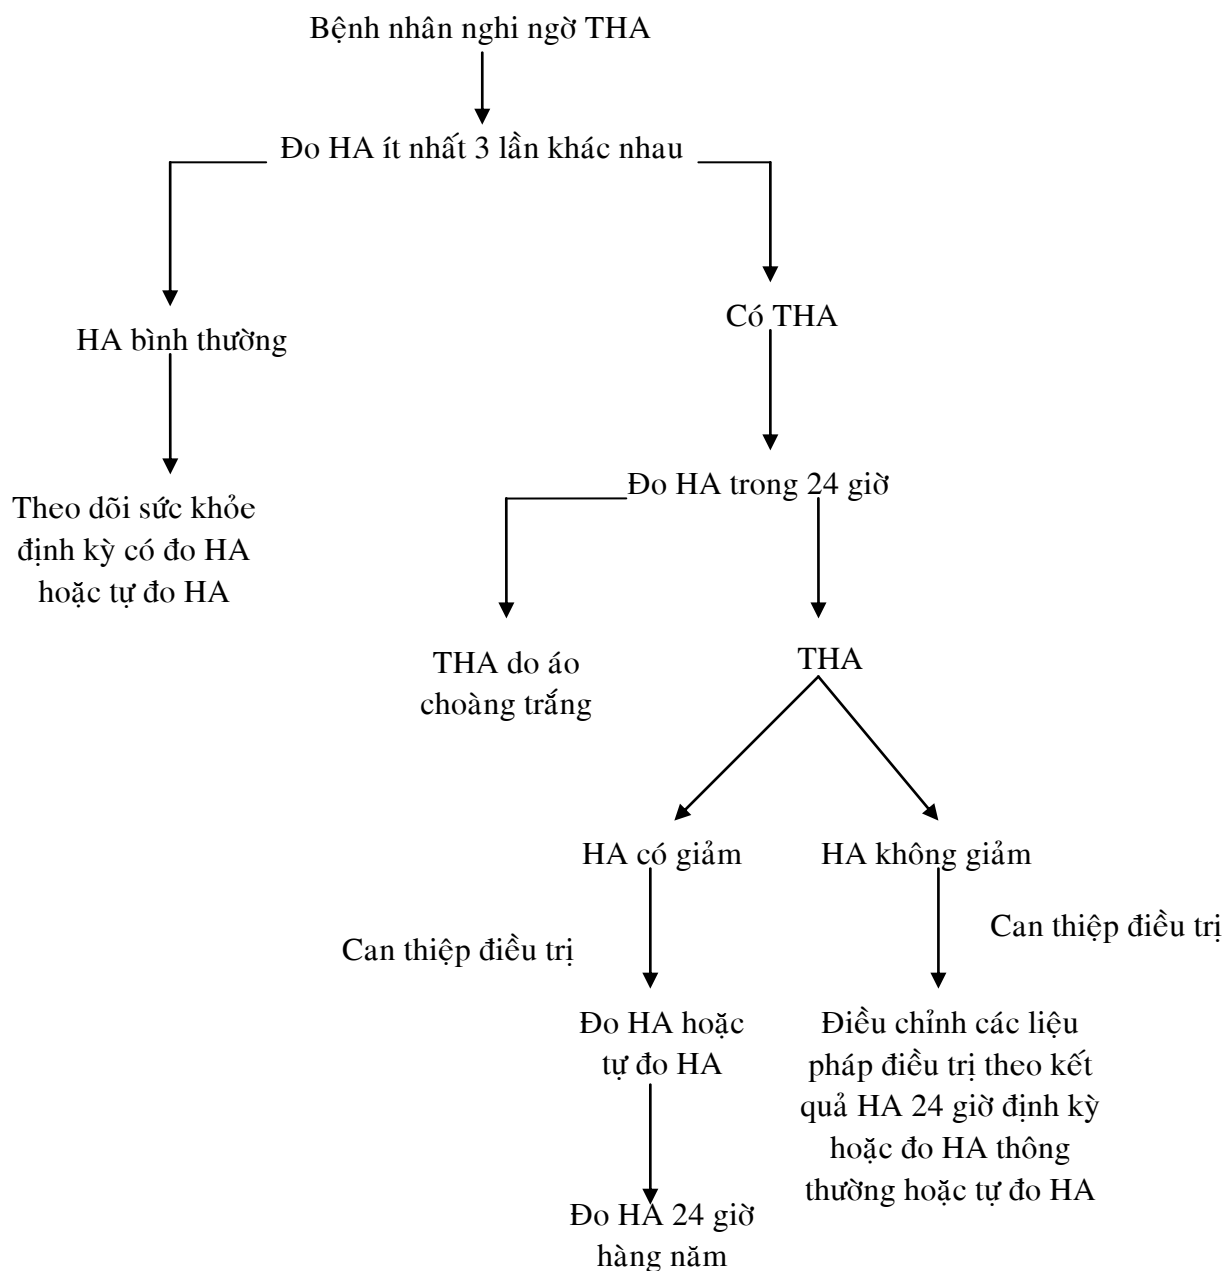 Bệnh nhân nghi ngờ THA
Đo HA ít nhất 3 lần khác nhau
HA bình thường
Có THA
Theo dõi sức khỏe
định kỳ có đo HA
hoặc tự đo HA
Đo HA trong 24 giờ
THA do áo
choàng trắng
THA
HA có giảm
HA không giảm
Can thiệp điều trị
Can thiệp điều trị
Đo HA hoặc
tự đo HA
Điều chỉnh các liệu
pháp điều trị theo kết
quả HA 24 giờ định kỳ
hoặc đo HA thông
thường hoặc tự đo HA
Đo HA 24 giờ
hàng năm